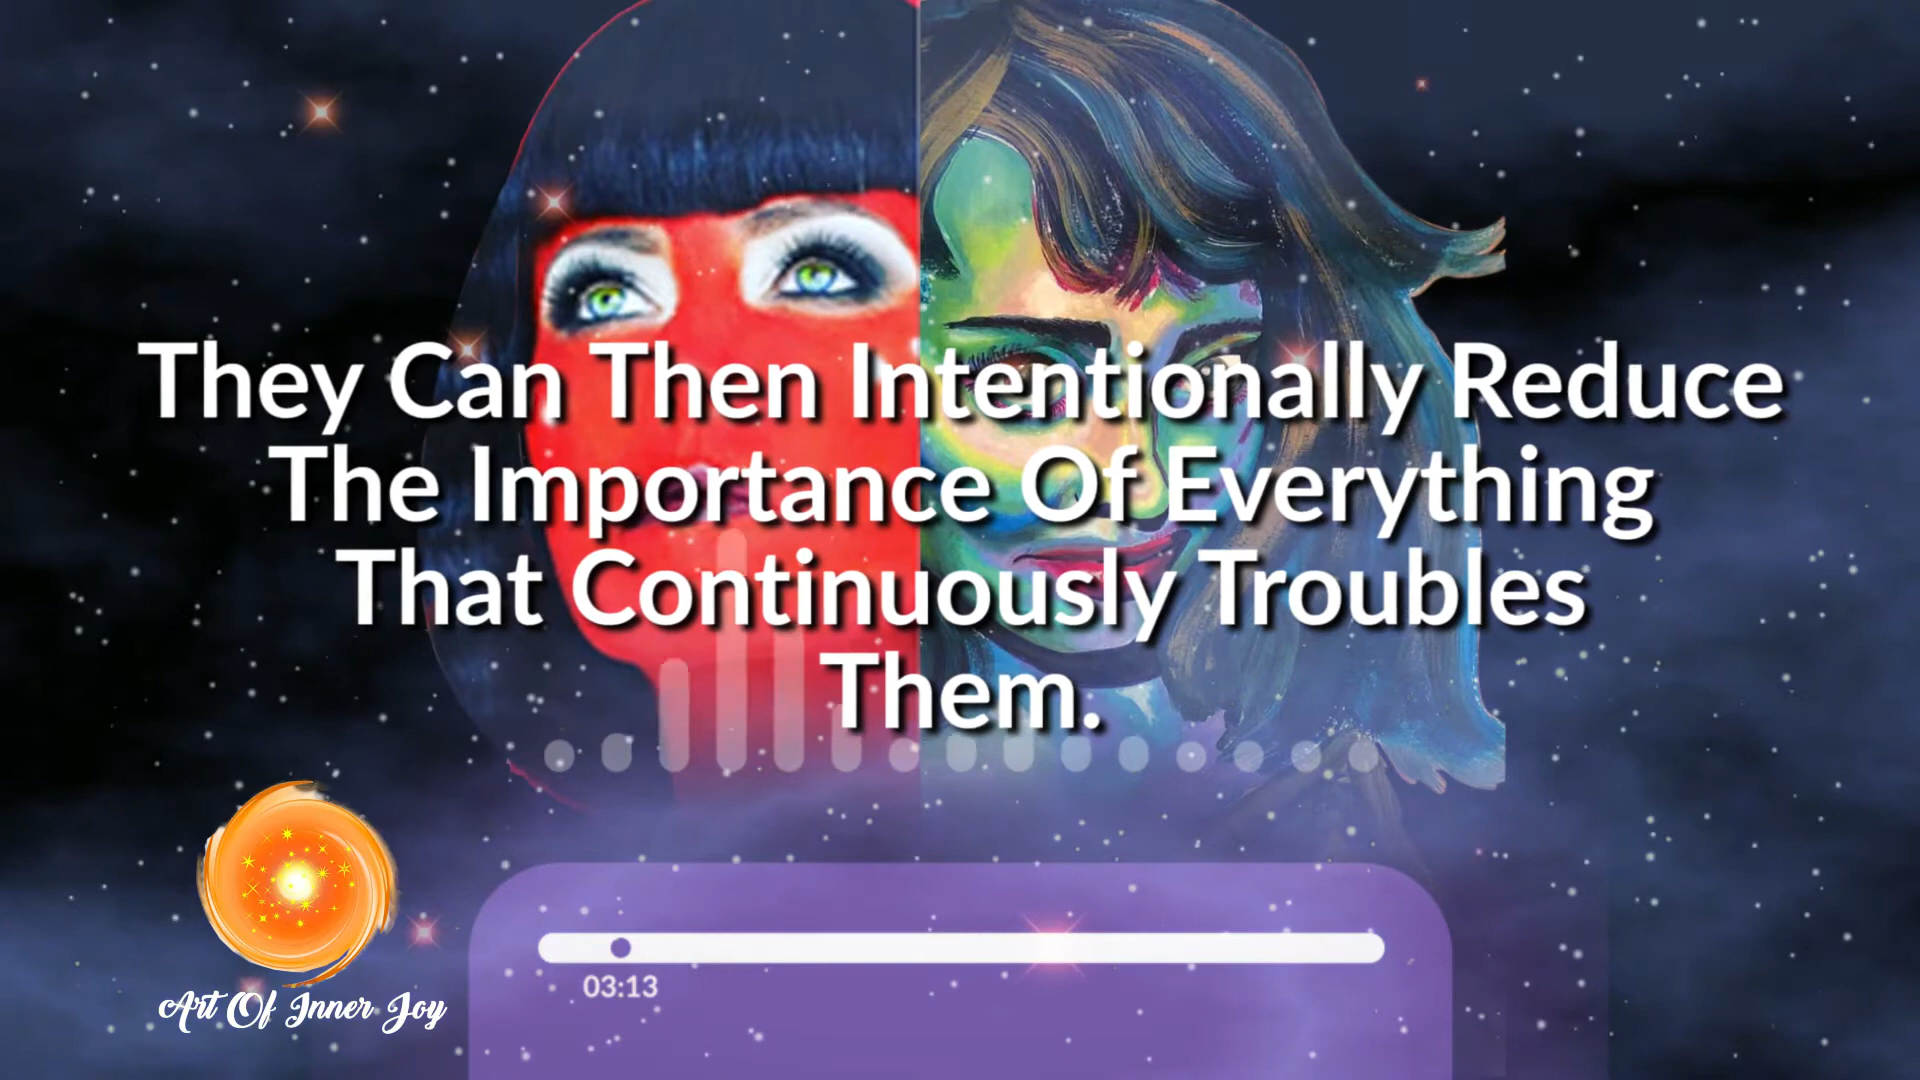 They Can Then Intentionally Reduce
The Importance Of Everything
That Continuously Troubles
Them.
03:13
Art Of Inner Joy